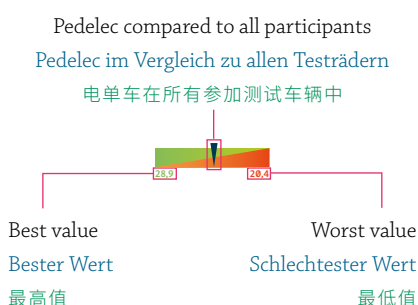 Pedelec compared to all participants
Pedelec im Vergleich zu allen Testrädern
电单车在所有参加测试车辆中
28,9
20,4
Best value
Worst value
Bester Wert
Schlechtester Wert
最高值
最低值